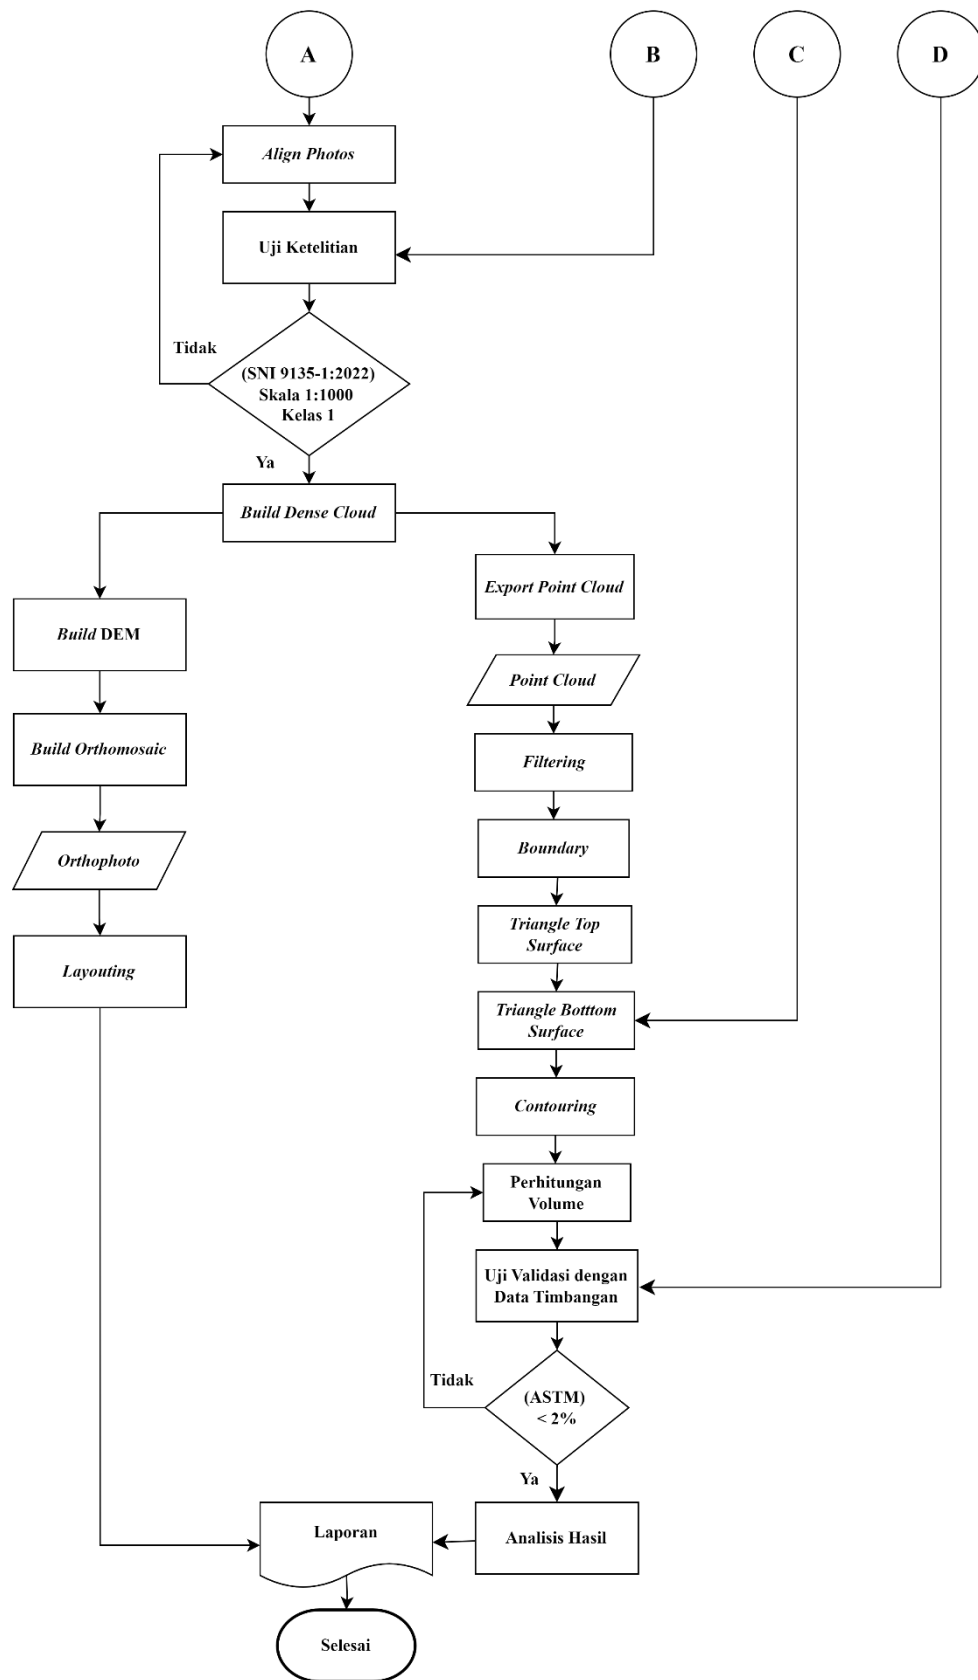 A
B
C
D
Align Photos
Uji Ketelitian
Tidak
(SNI 9135-1:2022)
Skala 1:1000
Kelas 1
Ya
Build Dense Cloud
Export Point Cloud
Build DEM
Point Cloud
Build Orthomosaic
Filtering
Orthophoto
Boundary
Layouting
Triangle Top
Surface
Triangle Botttom
Surface
Contouring
Perhitungan
Volume
Uji Validasi dengan
Data Timbangan
Tidak
(ASTM)
< 2%
Ya
Laporan
Analisis Hasil
Selesai